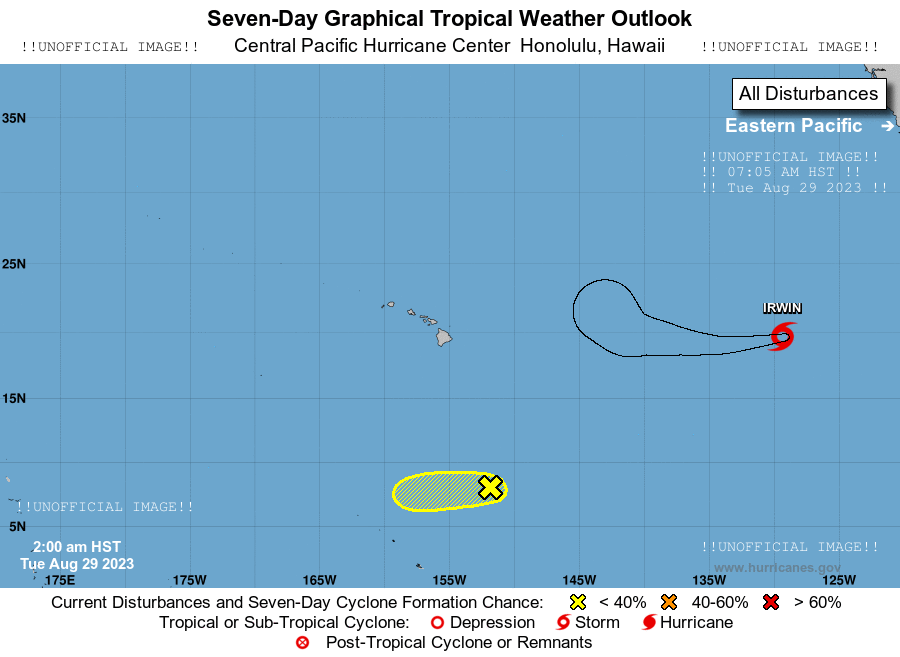 Seven-Day Graphical Tropical Weather Outlook
!!UNOFFICIAL IMAGE!! Central Pacific Hurricane Center Honolulu, Hawaii !!UNOFFICIAL IMAGE!!
All Disturbances
35N
Eastern Pacific ➔
!!UNOFFICIAL IMAGE!!
!! 07:05 AM HST !!
!! Tue Aug 29 2023 !!
25N
IRWIN
15N
!!UNOFFICIAL IMAGE!!
5N
2:00 am HST
!!UNOFFICIAL IMAGE!!
Tue Aug 29 2023
www.hurricanes.gov
175E 175W 165W 155W 145W 135W 125W
Current Disturbances and Seven-Day Cyclone Formation Chance: < 40% 40-60% > 60%
Tropical or Sub-Tropical Cyclone: Depression Storm Hurricane
Post-Tropical Cyclone or Remnants